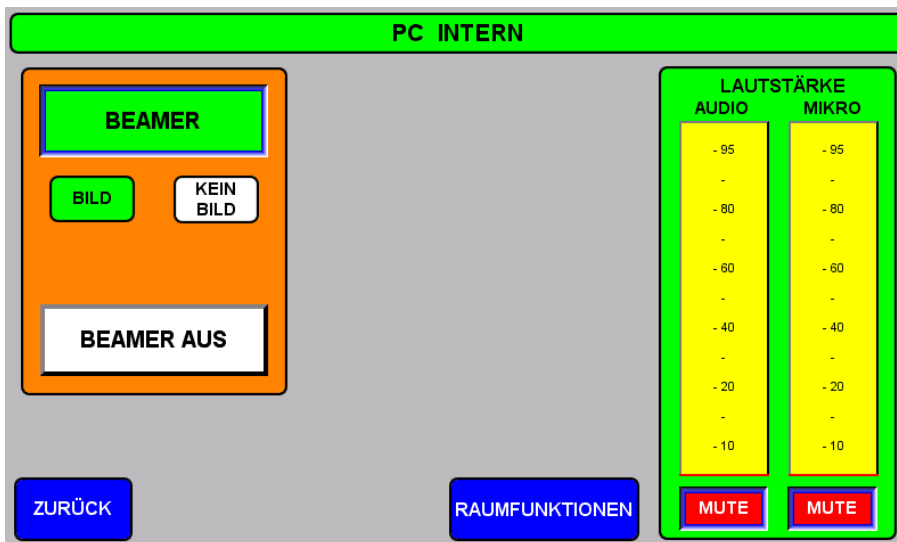 PC INTERN
BEAMER
BILD
KEIN
BILD
BEAMER AUS
ZURÜCK
RAUMFUNKTIONEN
LAUTSTÄRKE
AUDIO MIKRO
- 95 - 95
- -
- 80 - 80
- -
- 60 - 60
- -
- 40 - 40
- -
- 20 - 20
- -
- 10 - 10
MUTE MUTE